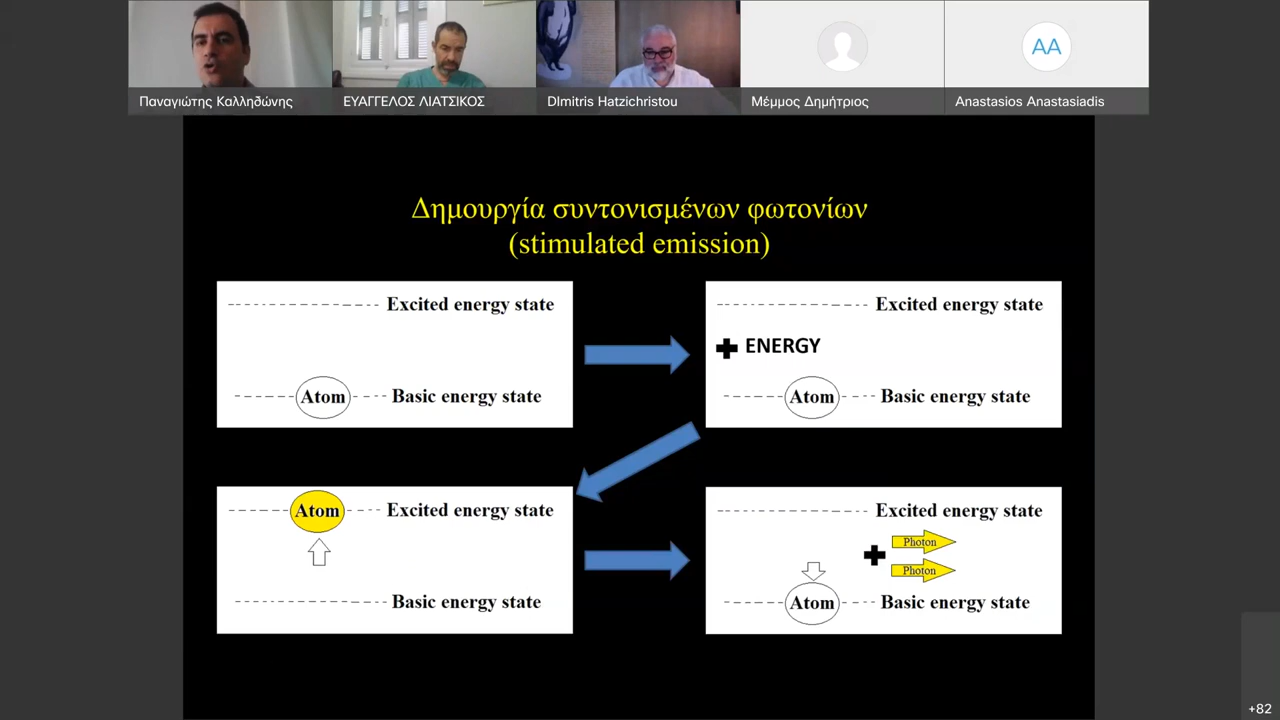 Παναγιώτης Καλληδώνης
ΕΥΑΓΓΕΛΟΣ ΛΙΑΤΣΙΚΟΣ
DImitris Hatzichristou
Μέμμος Δημήτριος
AA
Anastasios Anastasiadis
Δημουργία συντονισμένων φωτονίων
(stimulated emission)
Excited energy state
Atom
Basic energy state
Excited energy state
ENERGY
Atom
Basic energy state
Atom
Excited energy state
Basic energy state
Excited energy state
Photon
Photon
Atom
Basic energy state
+82